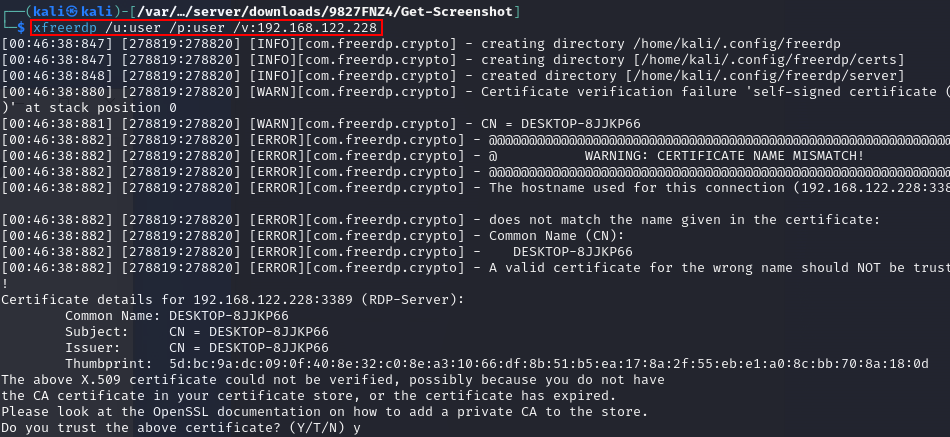 ┌──(kali㉿kali)-[/var/…/server/downloads/9827FNZ4/Get-Screenshot]
└─$ xfreerdp /u:user /p:user /v:192.168.122.228
[00:46:38:847] [278819:278820] [INFO][com.freerdp.crypto] - creating directory /home/kali/.config/freerdp
[00:46:38:847] [278819:278820] [INFO][com.freerdp.crypto] - creating directory [/home/kali/.config/freerdp/certs]
[00:46:38:848] [278819:278820] [INFO][com.freerdp.crypto] - created directory [/home/kali/.config/freerdp/server]
[00:46:38:880] [278819:278820] [WARN][com.freerdp.crypto] - Certificate verification failure 'self-signed certificate (
)' at stack position 0
[00:46:38:881] [278819:278820] [WARN][com.freerdp.crypto] - CN = DESKTOP-8JJKP66
[00:46:38:882] [278819:278820] [ERROR][com.freerdp.crypto] - @@@@@@@@@@@@@@@@@@@@@@@@@@@@@@@@@@@@@@@@@@@@@@@@@@@@@@@@@@
[00:46:38:882] [278819:278820] [ERROR][com.freerdp.crypto] - @           WARNING: CERTIFICATE NAME MISMATCH!
[00:46:38:882] [278819:278820] [ERROR][com.freerdp.crypto] - @@@@@@@@@@@@@@@@@@@@@@@@@@@@@@@@@@@@@@@@@@@@@@@@@@@@@@@@@@
[00:46:38:882] [278819:278820] [ERROR][com.freerdp.crypto] - The hostname used for this connection (192.168.122.228:338
[00:46:38:882] [278819:278820] [ERROR][com.freerdp.crypto] - does not match the name given in the certificate:
[00:46:38:882] [278819:278820] [ERROR][com.freerdp.crypto] - Common Name (CN):
[00:46:38:882] [278819:278820] [ERROR][com.freerdp.crypto] -    DESKTOP-8JJKP66
[00:46:38:882] [278819:278820] [ERROR][com.freerdp.crypto] - A valid certificate for the wrong name should NOT be trust
!
Certificate details for 192.168.122.228:3389 (RDP-Server):
Common Name: DESKTOP-8JJKP66
Subject:     CN = DESKTOP-8JJKP66
Issuer:      CN = DESKTOP-8JJKP66
Thumbprint:  5d:bc:9a:dc:09:0f:40:8e:32:c0:8e:a3:10:66:df:8b:51:b5:ea:17:8a:2f:55:eb:e1:a0:8c:bb:70:8a:18:0d
The above X.509 certificate could not be verified, possibly because you do not have
the CA certificate in your certificate store, or the certificate has expired.
Please look at the OpenSSL documentation on how to add a private CA to the store.
Do you trust the above certificate? (Y/T/N) y